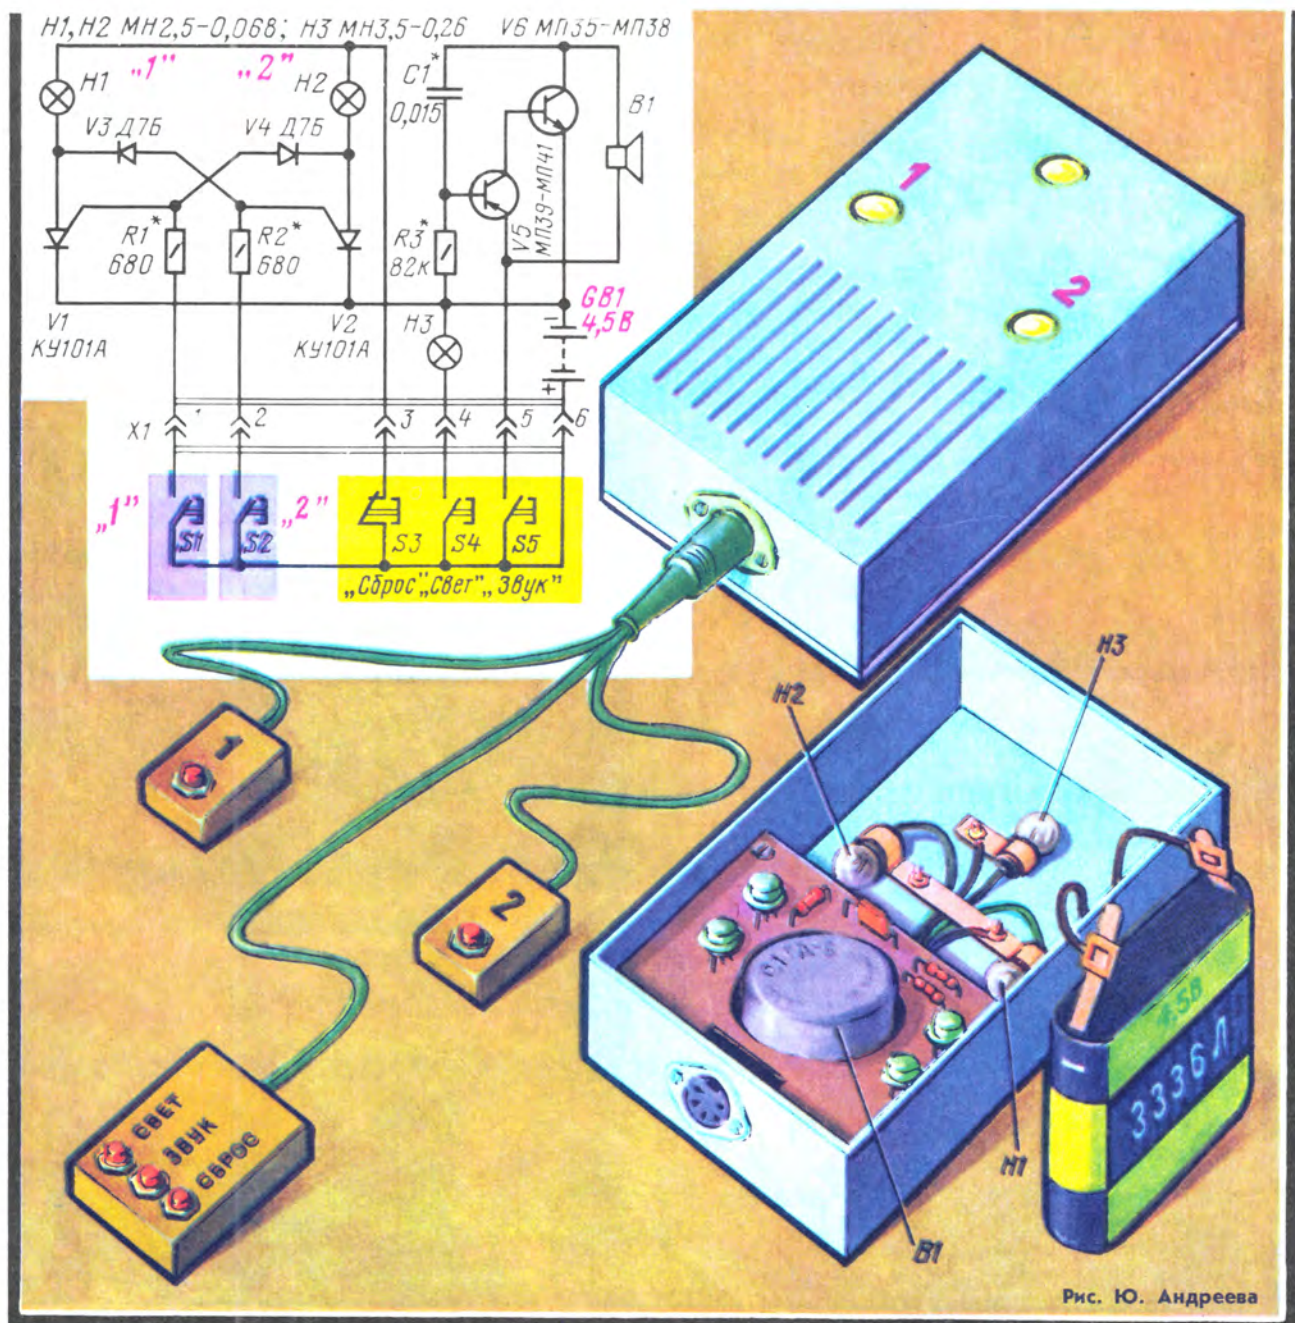 Н1, Н2 МН2,5-0,068; Н3 МН3,5-0,26
V6 МП35-МП38
„1”
„2”
Н1
Н2
С1*
0,015
В1
V3 Д7Б
V4 Д7Б
V5
МП39-МП41
R1*
680
R2*
680
R3*
82к
V1
КУ101А
V2
КУ101А
Н3
GB1
4,5В
−
+
Х1
1
2
3
4
5
6
„1”
S1
S2
„2”
S3
S4
S5
„Сброс” „Свет” „Звук”
1
2
1
2
СВЕТ
ЗВУК
СБРОС
Н2
Н3
Н1
В1
4,5В
3336Л
Рис. Ю. Андреева